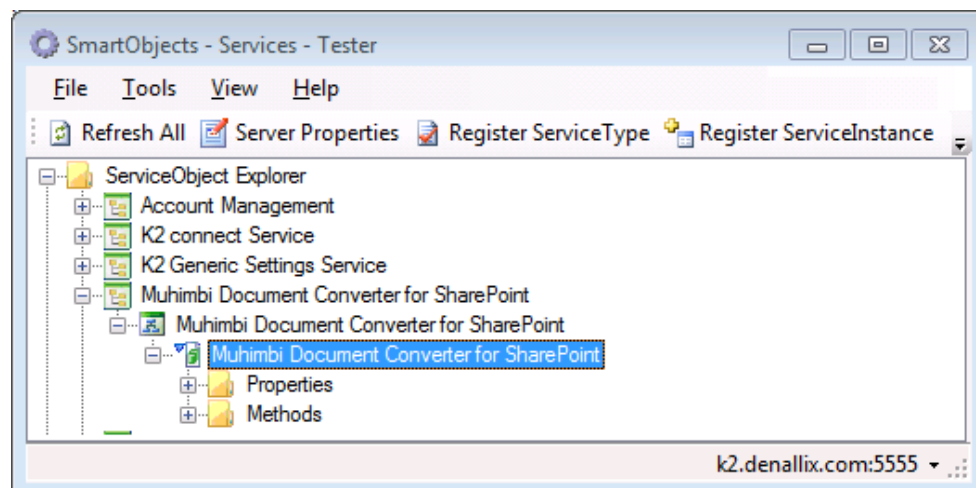 SmartObjects - Services - Tester
File Tools View Help
Refresh All Server Properties Register ServiceType Register ServiceInstance
ServiceObject Explorer
Account Management
K2 connect Service
K2 Generic Settings Service
Muhimbi Document Converter for SharePoint
Muhimbi Document Converter for SharePoint
Muhimbi Document Converter for SharePoint
Properties
Methods
k2.denallix.com:5555